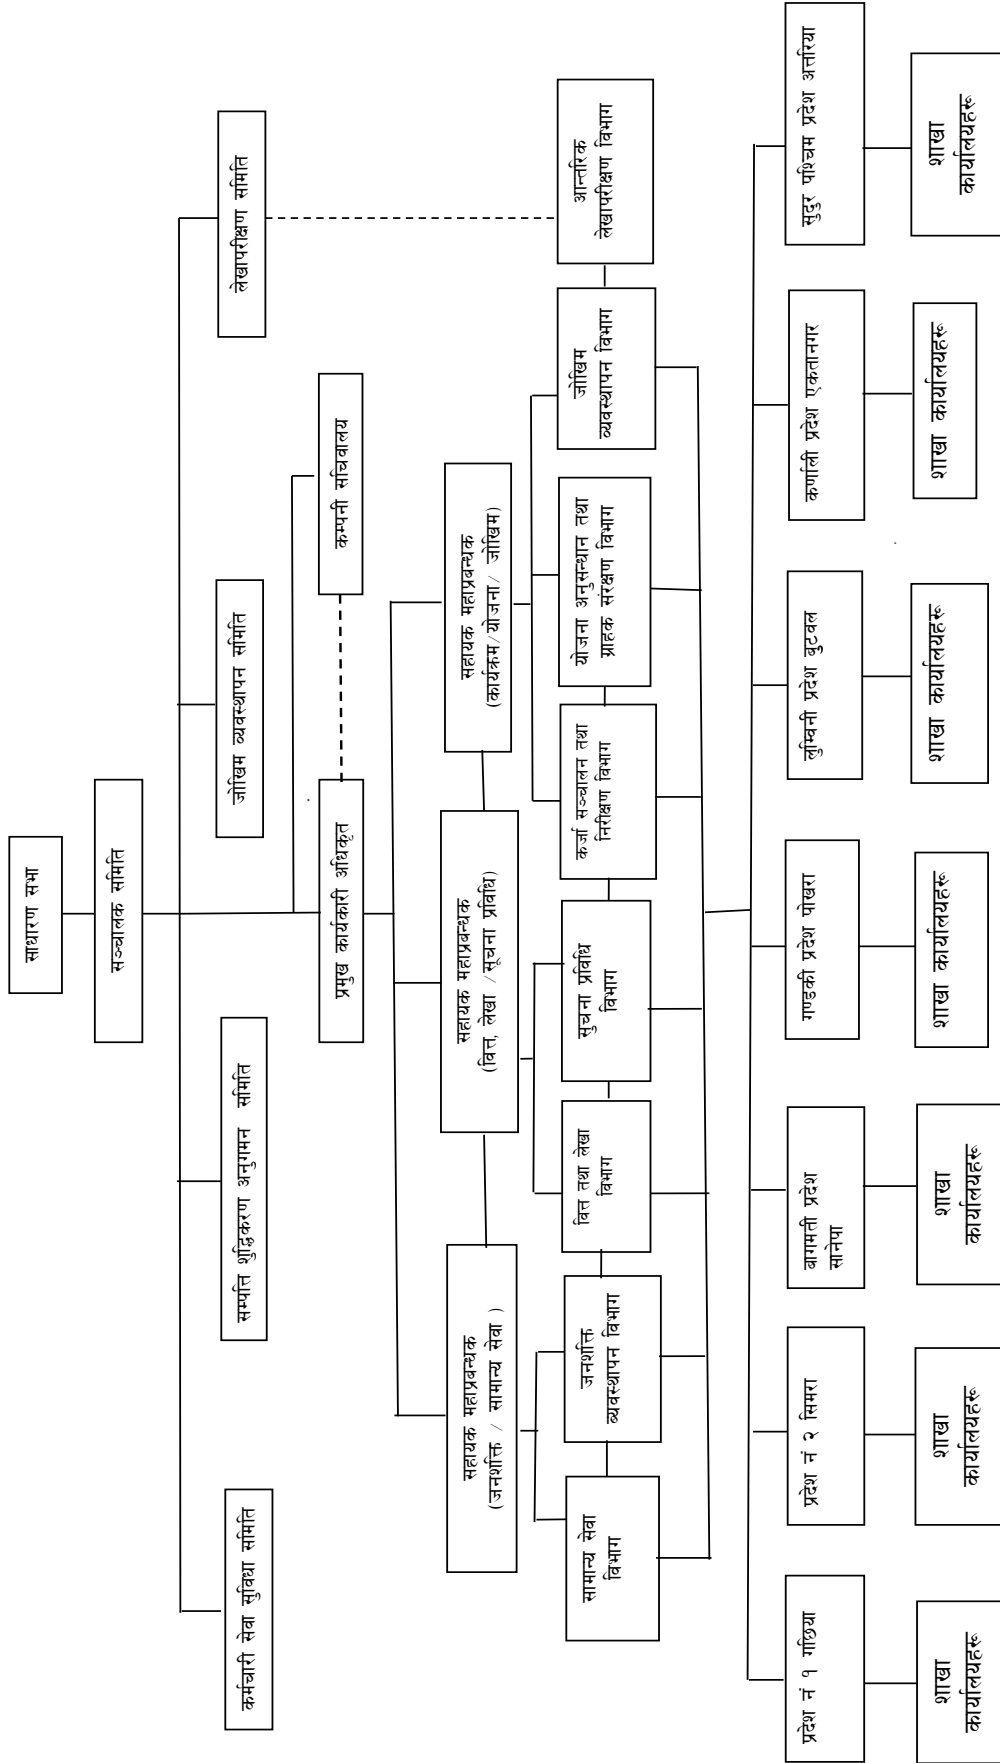 साधारण सभा
सञ्चालक समिति
कर्मचारी सेवा सुविधा समिति
सम्पत्ति शुद्धिकरण अनुगमन समिति
जोखिम व्यवस्थापन समिति
लेखापरीक्षण समिति
प्रमुख कार्यकारी अधिकृत
कम्पनी सचिवालय
सहायक महाप्रबन्धक
(जनशक्ति / सामान्य सेवा )
सहायक महाप्रबन्धक
(वित्त, लेखा /सूचना प्रविधि)
सहायक महाप्रबन्धक
(कार्यक्रम/योजना/ जोखिम)
सामान्य सेवा
विभाग
जनशक्ति
व्यवस्थापन विभाग
वित्त तथा लेखा
विभाग
सुचना प्रविधि
विभाग
कर्जा सञ्चालन तथा
निरीक्षण विभाग
योजना अनुसन्धान तथा
ग्राहक संरक्षण विभाग
जोखिम
व्यवस्थापन विभाग
आन्तरिक
लेखापरीक्षण विभाग
प्रदेश नं १ गछिया
प्रदेश नं २ सिमरा
बागमती प्रदेश
सानेपा
गण्डकी प्रदेश पोखरा
लुम्विनी प्रदेश बुटवल
कर्णाली प्रदेश एकतानगर
सुदुर पश्चिम प्रदेश अत्तरिया
शाखा
कार्यालयहरू
शाखा
कार्यालयहरू
शाखा
कार्यालयहरू
शाखा कार्यालयहरू
शाखा कार्यालयहरू
शाखा कार्यालयहरू
शाखा
कार्यालयहरू